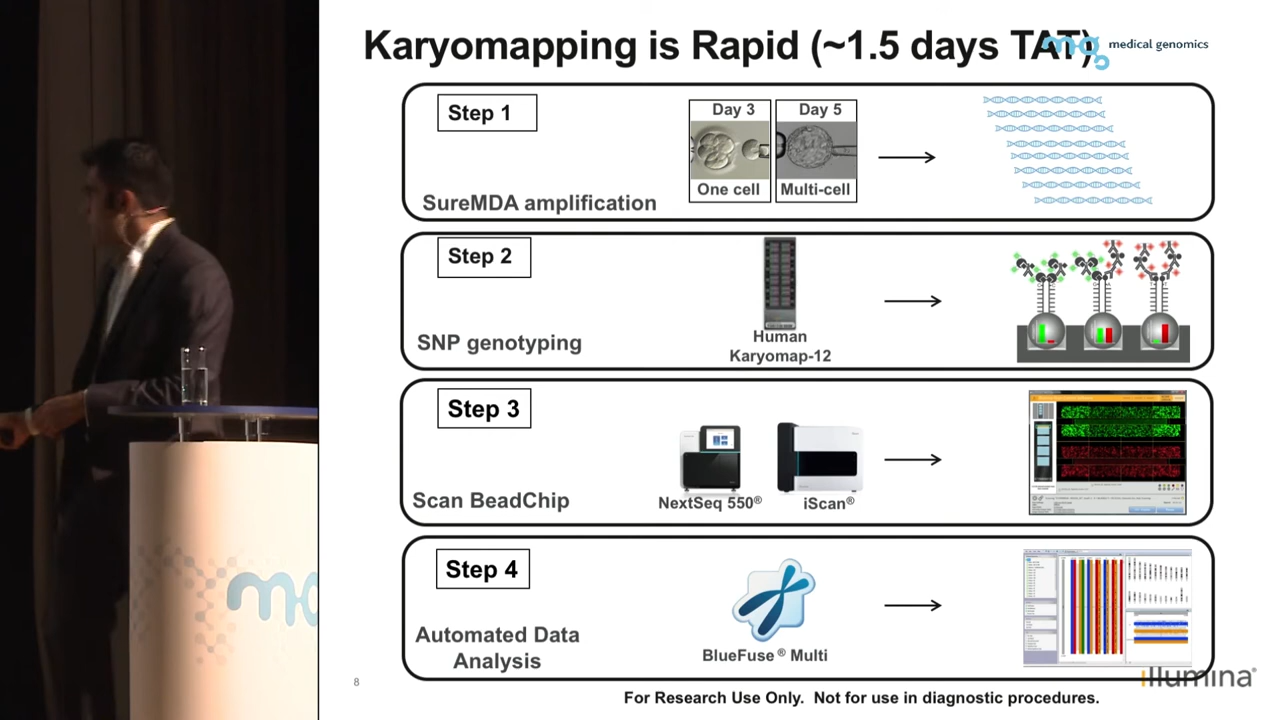 Karyomapping is Rapid (~1.5 days TAT)
mg medical genomics
Step 1
Day 3
Day 5
One cell
Multi-cell
SureMDA amplification
Step 2
SNP genotyping
Human
Karyomap-12
Step 3
Scan BeadChip
NextSeq 550®
iScan®
Step 4
Automated Data
Analysis
BlueFuse® Multi
8
For Research Use Only. Not for use in diagnostic procedures.
illumina®
mg